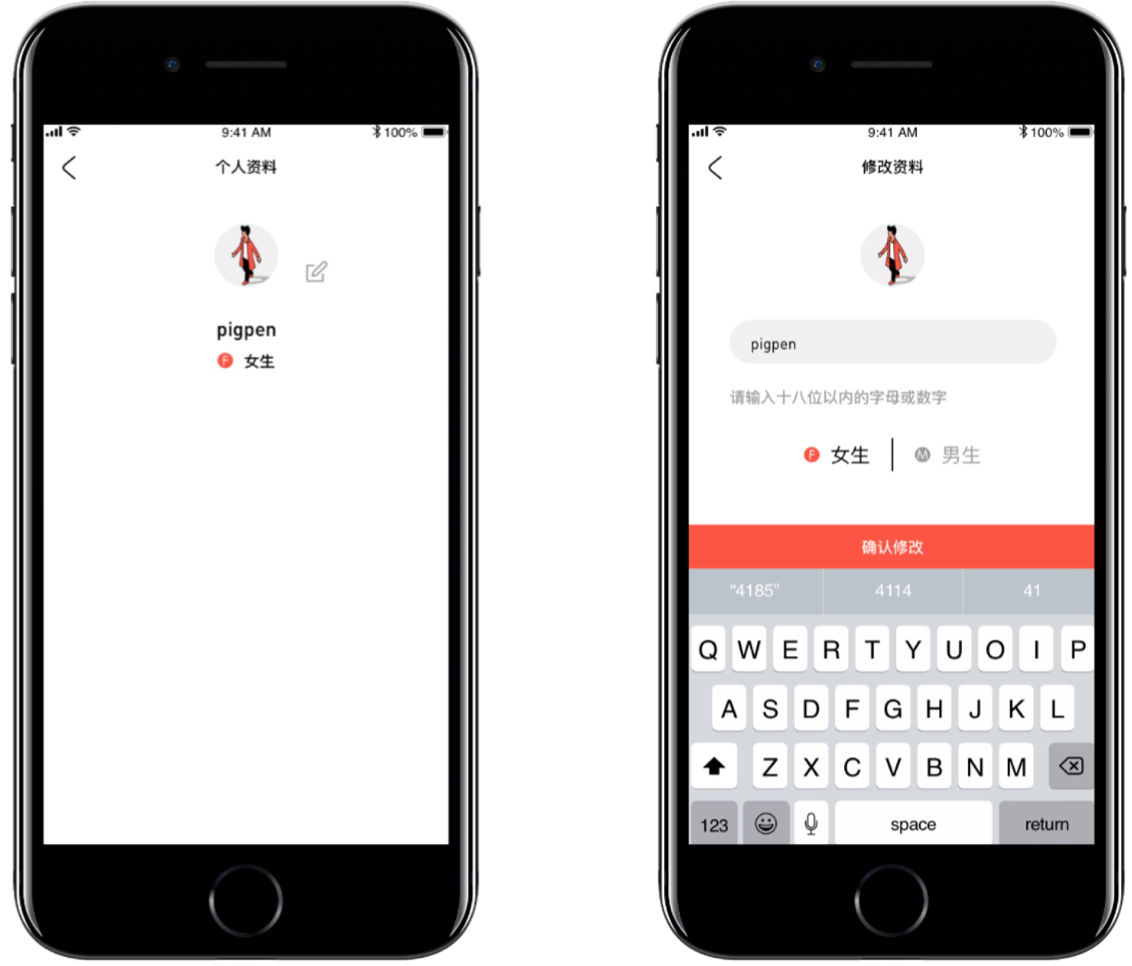 9:41 AM
100%
个人资料
pigpen
F 女生
9:41 AM
100%
修改资料
pigpen
请输入十八位以内的字母或数字
F 女生 M 男生
确认修改
“4185” 4114 41
Q W E R T Y U O I P
A S D F G H J K L
Z X C V B N M
123 space return